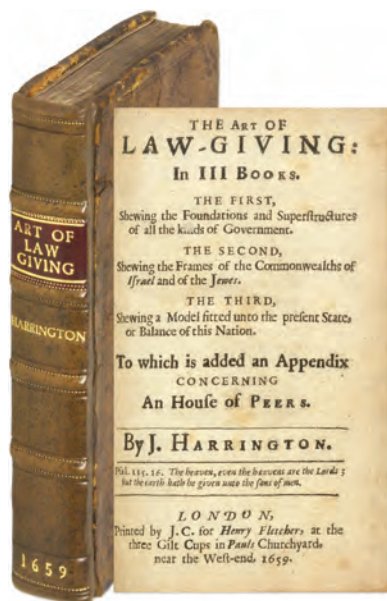 ART OF
LAW
GIVING
HARRINGTON
1659
THE ART OF
LAW-GIVING:
In III BOOKS.
THE FIRST,
Shewing the Foundations and Superſtructures
of all the kinds of Government.
THE SECOND,
Shewing the Frames of the Commonwealths of
Iſrael and of the Jewes.
THE THIRD,
Shewing a Model fitted unto the preſent State,
or Balance of this Nation.
To which is added an Appendix
CONCERNING
An Houſe of PEERS.
By J. HARRINGTON.
Pſal. 115. 16. The heaven, even the heavens are the Lords;
but the earth hath he given unto the ſons of men.
LONDON,
Printed by J.C. for Henry Fletcher, at the
three Gilt Cups in Pauls Churchyard,
near the Weſt-end, 1659.